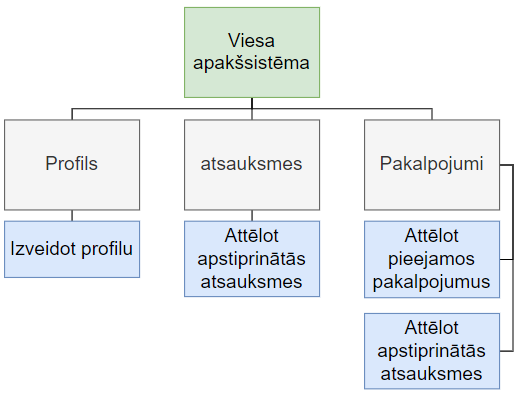 Viesa
apakšsistēma
Profils
atsauksmes
Pakalpojumi
Izveidot profilu
Attēlot
apstiprinātās
atsauksmes
Attēlot
pieejamos
pakalpojumus
Attēlot
apstiprinātās
atsauksmes